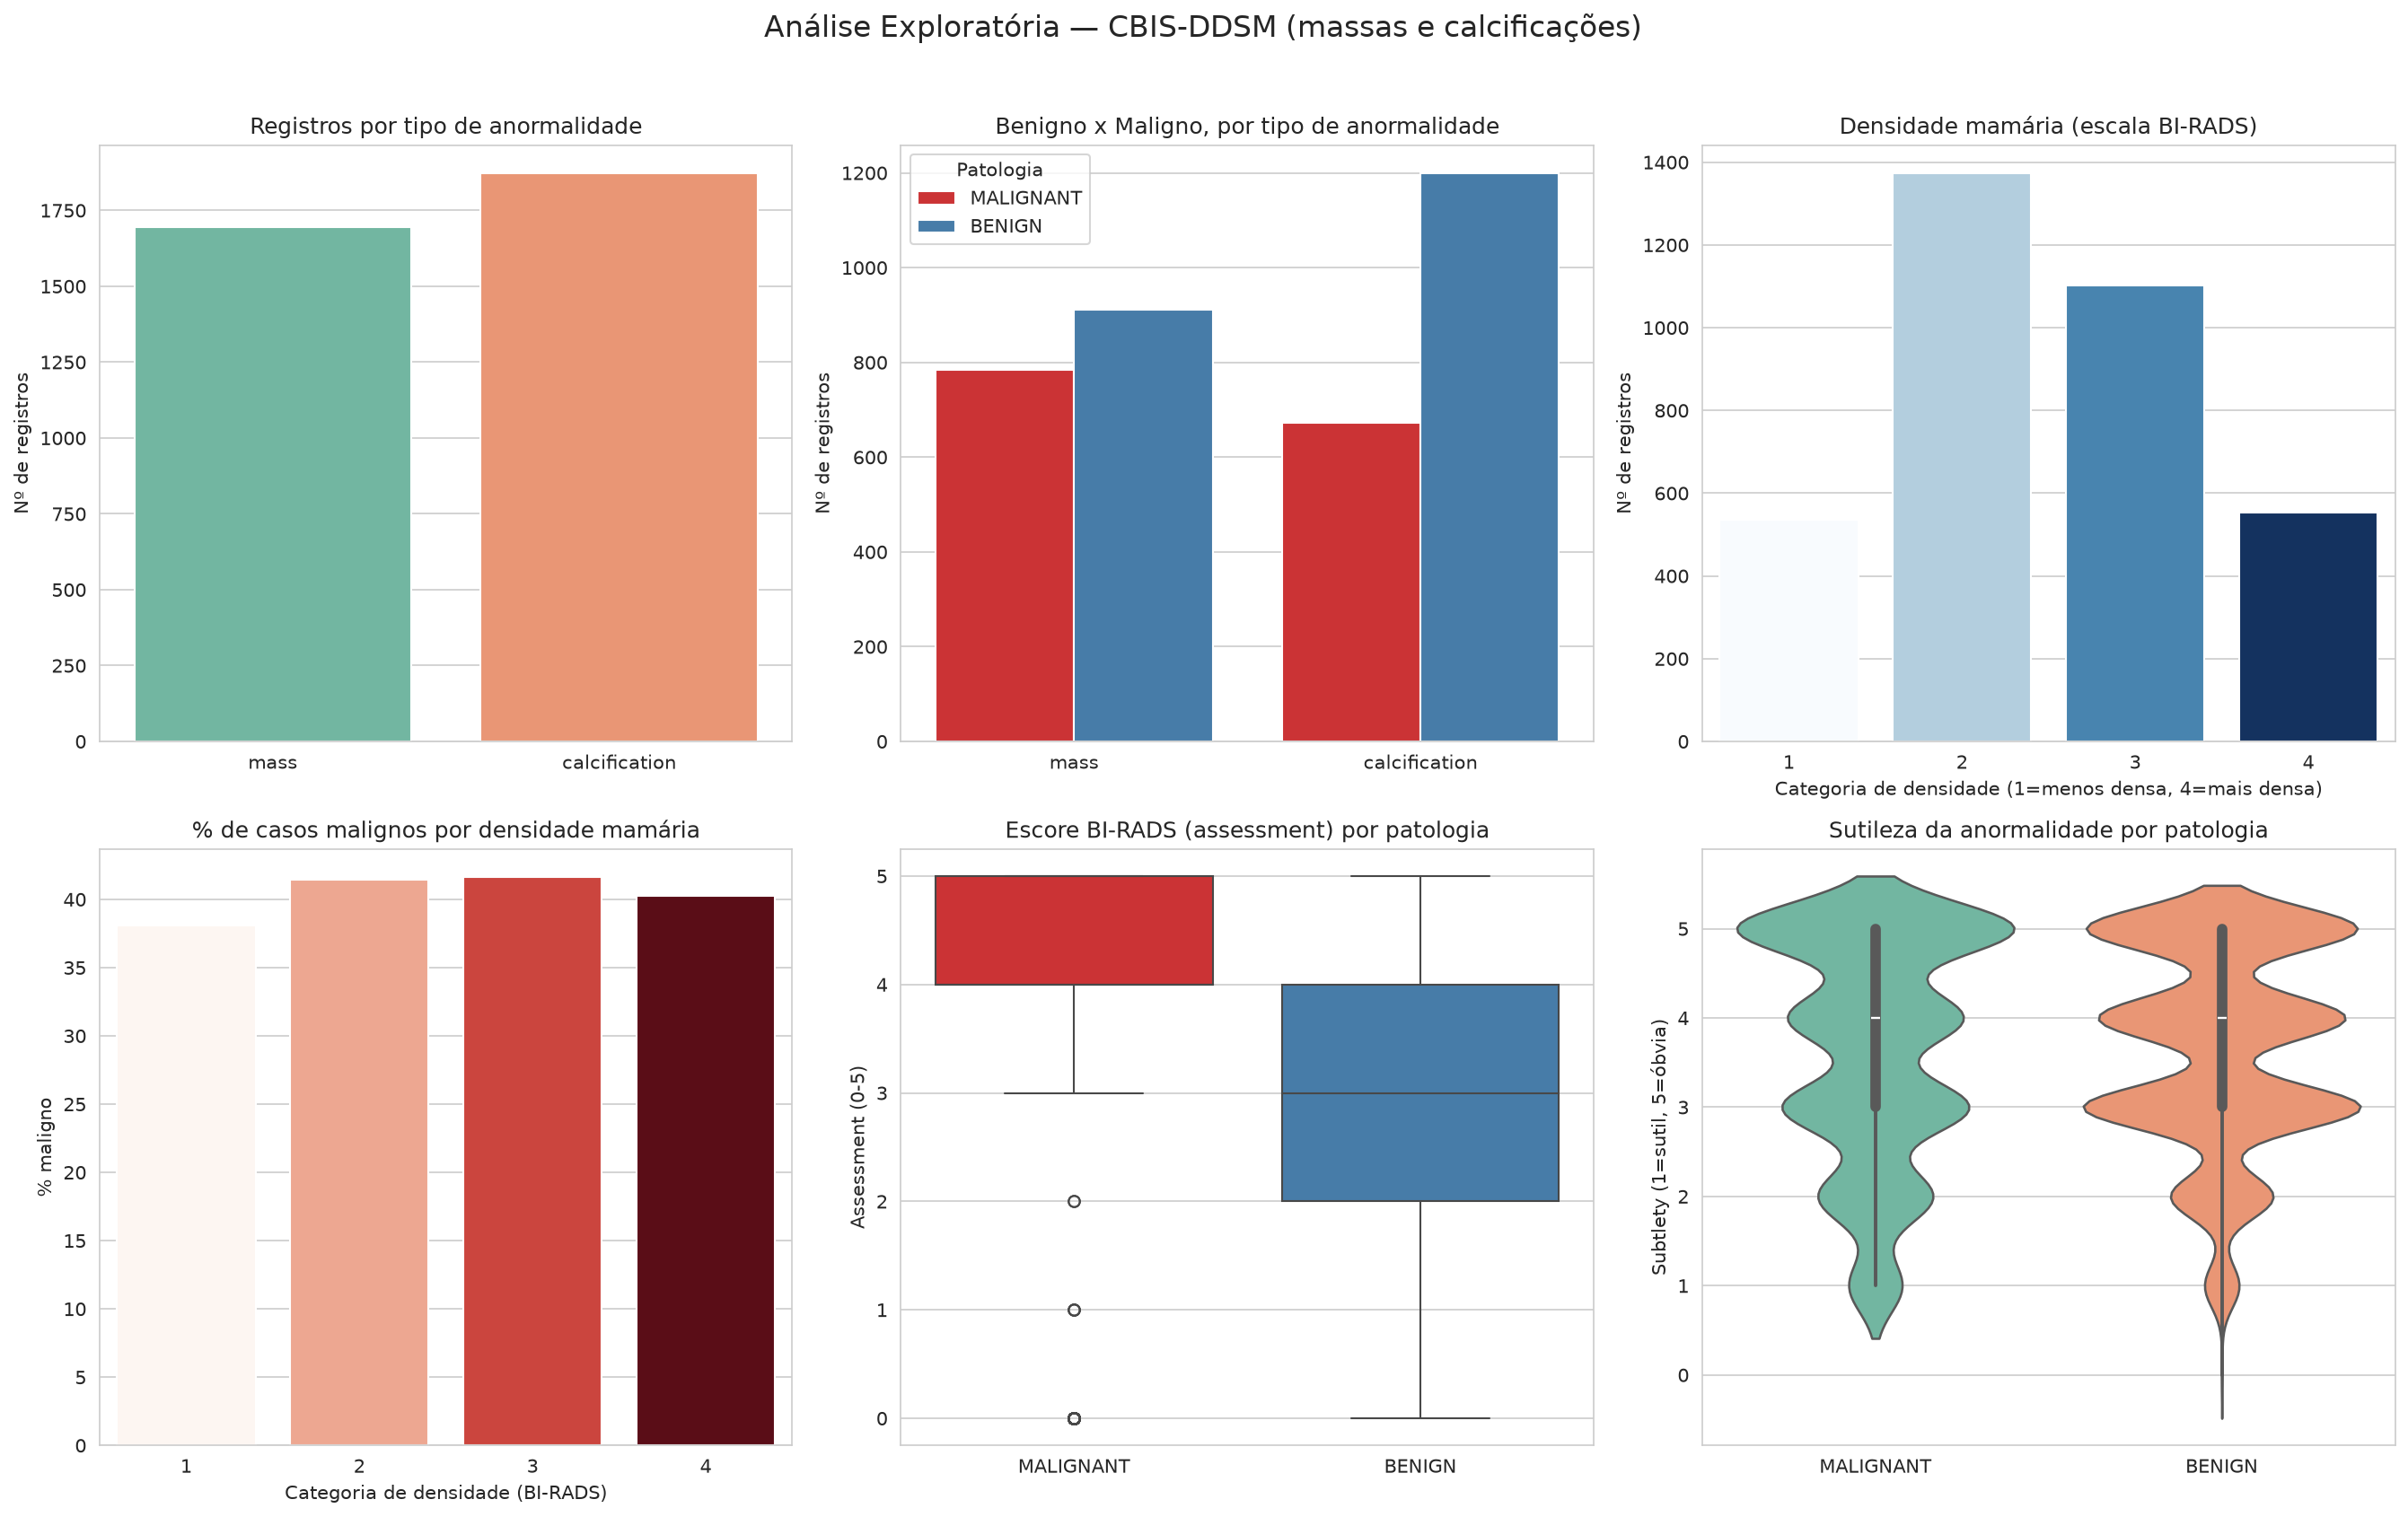 Análise Exploratória — CBIS-DDSM (massas e calcificações)
Registros por tipo de anormalidade
Nº de registros
1750
1500
1250
1000
750
500
250
0
mass
calcification
Benigno x Maligno, por tipo de anormalidade
Patologia
MALIGNANT
BENIGN
Nº de registros
1200
1000
800
600
400
200
0
mass
calcification
Densidade mamária (escala BI-RADS)
Nº de registros
1400
1200
1000
800
600
400
200
0
1
2
3
4
Categoria de densidade (1=menos densa, 4=mais densa)
% de casos malignos por densidade mamária
% maligno
40
35
30
25
20
15
10
5
0
1
2
3
4
Categoria de densidade (BI-RADS)
Escore BI-RADS (assessment) por patologia
Assessment (0-5)
5
4
3
2
1
0
MALIGNANT
BENIGN
Sutileza da anormalidade por patologia
Subtlety (1=sutil, 5=óbvia)
5
4
3
2
1
0
MALIGNANT
BENIGN